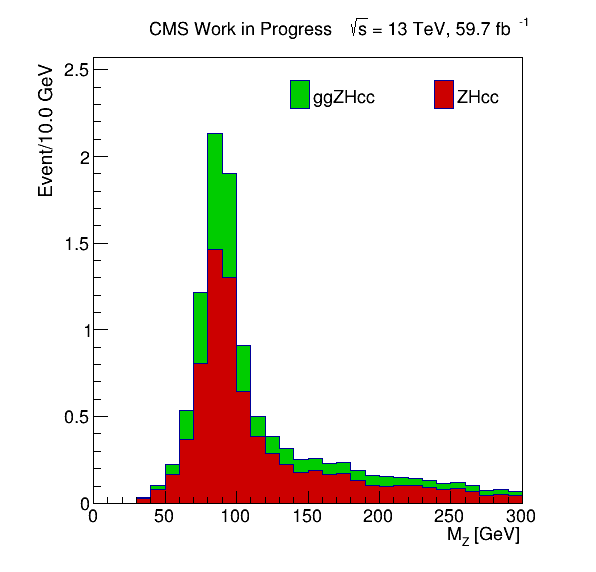 CMS Work in Progress √s = 13 TeV, 59.7 fb⁻¹
Event/10.0 GeV
ggZHcc ZHcc
2.5
2
1.5
1
0.5
0
0 50 100 150 200 250 300
M_Z [GeV]